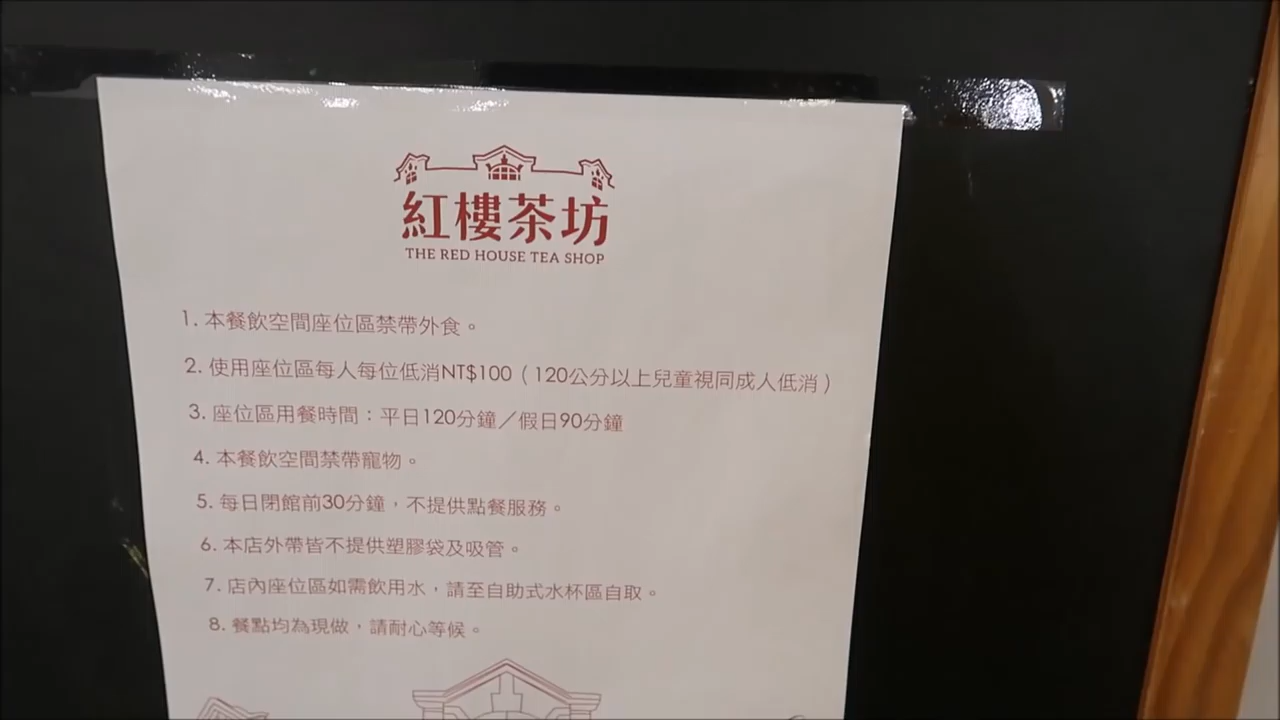 紅樓茶坊
THE RED HOUSE TEA SHOP
1. 本餐飲空間座位區禁帶外食。
2. 使用座位區每人每位低消NT$100（120公分以上兒童視同成人低消）
3. 座位區用餐時間：平日120分鐘／假日90分鐘
4. 本餐飲空間禁帶寵物。
5. 每日閉館前30分鐘，不提供點餐服務。
6. 本店外帶皆不提供塑膠袋及吸管。
7. 店內座位區如需飲用水，請至自助式水杯區自取。
8. 餐點均為現做，請耐心等候。